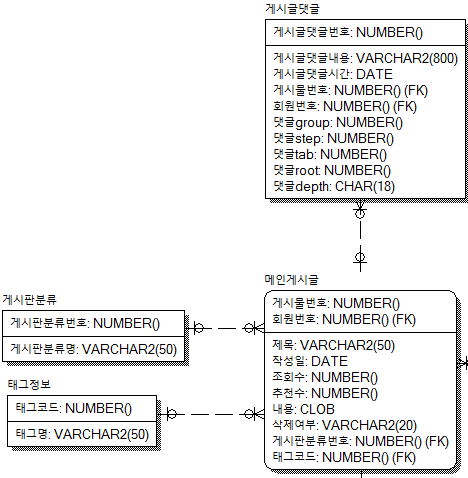 게시글댓글
게시글댓글번호: NUMBER()
게시글댓글내용: VARCHAR2(800)
게시글댓글시간: DATE
게시물번호: NUMBER() (FK)
회원번호: NUMBER() (FK)
댓글group: NUMBER()
댓글step: NUMBER()
댓글tab: NUMBER()
댓글root: NUMBER()
댓글depth: CHAR(18)
메인게시글
게시물번호: NUMBER()
회원번호: NUMBER() (FK)
제목: VARCHAR2(50)
작성일: DATE
조회수: NUMBER()
추천수: NUMBER()
내용: CLOB
삭제여부: VARCHAR2(20)
게시판분류번호: NUMBER() (FK)
태그코드: NUMBER() (FK)
게시판분류
게시판분류번호: NUMBER()
게시판분류명: VARCHAR2(50)
태그정보
태그코드: NUMBER()
태그명: VARCHAR2(50)